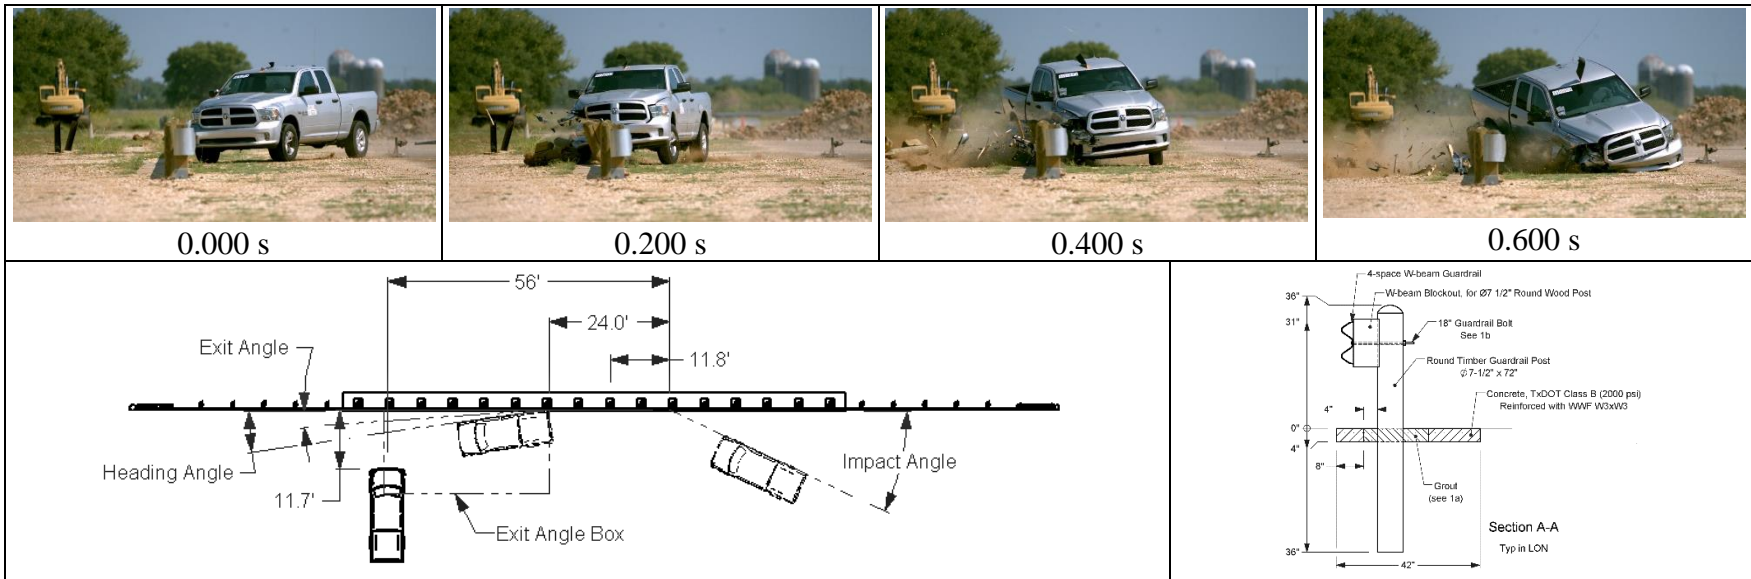 0.000 s
0.200 s
0.400 s
0.600 s
56'
24.0'
11.8'
Exit Angle
Heading Angle
Impact Angle
11.7'
Exit Angle Box
4-space W-beam Guardrail
W-beam Blockout, for Ø7 1/2" Round Wood Post
36"
31"
18" Guardrail Bolt
See 1b
Round Timber Guardrail Post
∅7-1/2" x 72"
Concrete, TxDOT Class B (2000 psi)
Reinforced with WWF W3xW3
4"
0"
4"
8"
Grout
(see 1a)
Section A-A
Typ in LON
36"
42"